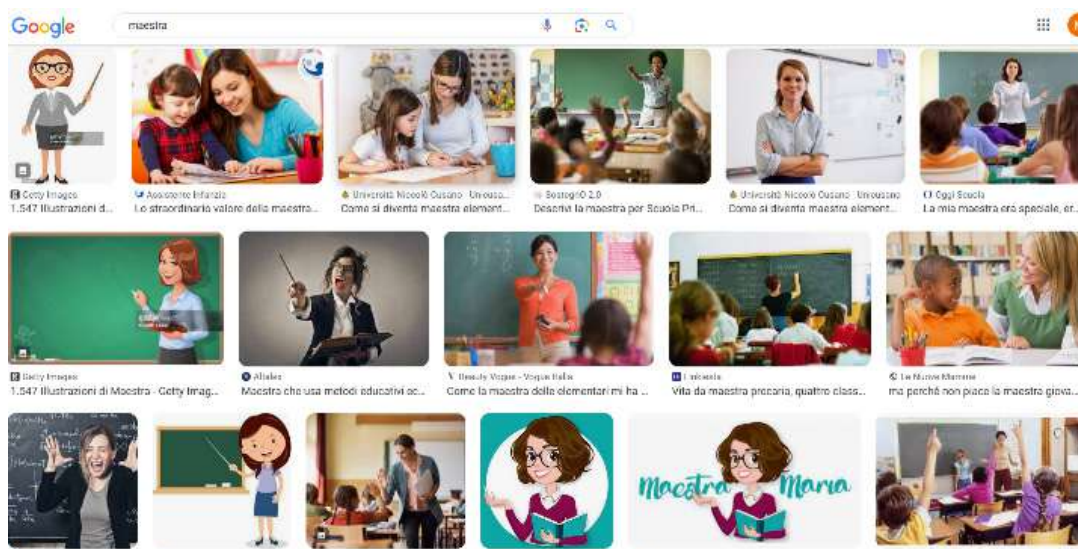 Google
maestra
Getty Images
1.547 Illustrazioni d...
Assistente Infanzia
Lo straordinario valore della maestra...
Università Niccolò Cusano - Unicusa...
Come si diventa maestra element...
SostegnO 2.0
Descrivi la maestra per Scuola Pri...
Università Niccolò Cusano - Unicusano
Come si diventa maestra element...
Oggi Scuola
La mia maestra era speciale, er...
Getty Images
1.547 Illustrazioni di Maestra - Getty Imag...
Altalex
Maestra che usa metodi educativi ec...
Beauty Vogue - Vogue Italia
Come la maestra delle elementari mi ha ...
Linkiesta
Vita da maestra precaria, quattro class...
La Nuova Mamma
ma perché non piace la maestra giova...
Maestra Maria